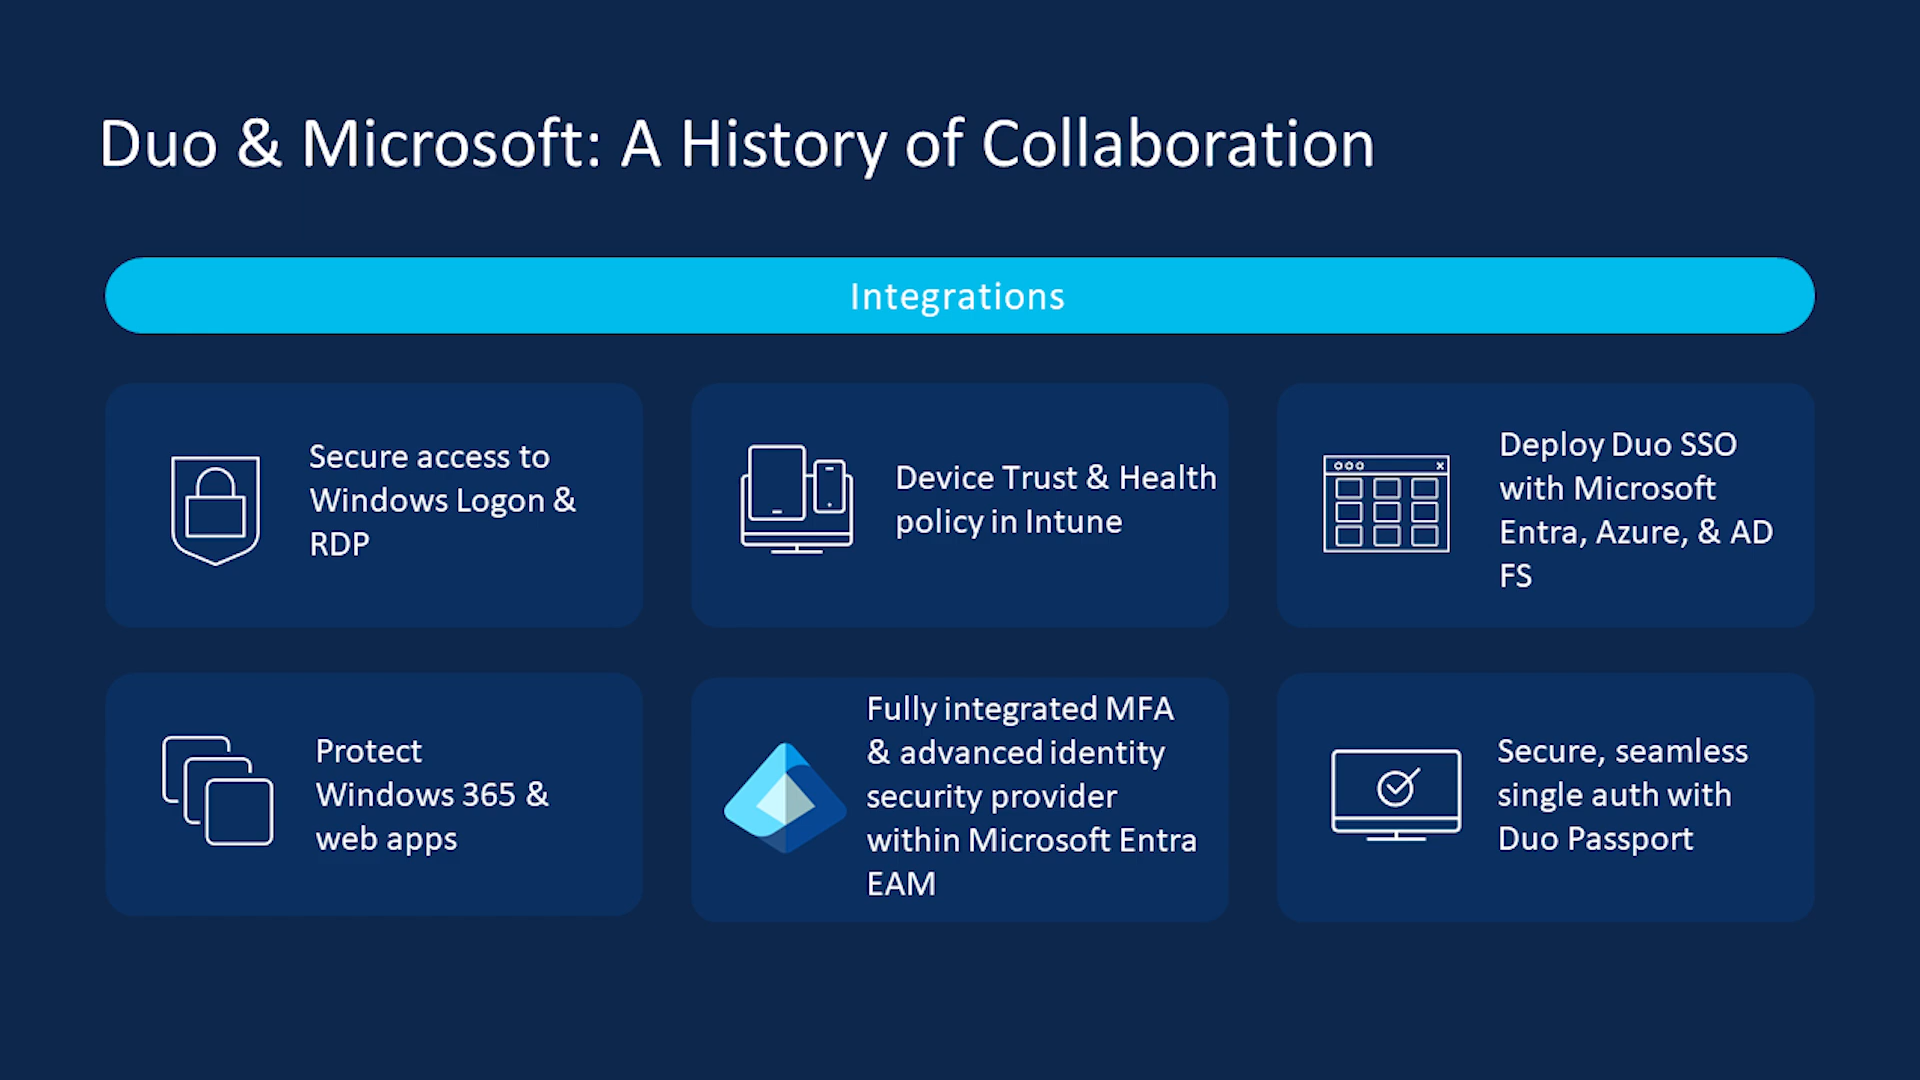 Duo & Microsoft: A History of Collaboration
Integrations
Secure access to
Windows Logon &
RDP
Device Trust & Health
policy in Intune
Deploy Duo SSO
with Microsoft
Entra, Azure, & AD
FS
Protect
Windows 365 &
web apps
Fully integrated MFA
& advanced identity
security provider
within Microsoft Entra
EAM
Secure, seamless
single auth with
Duo Passport